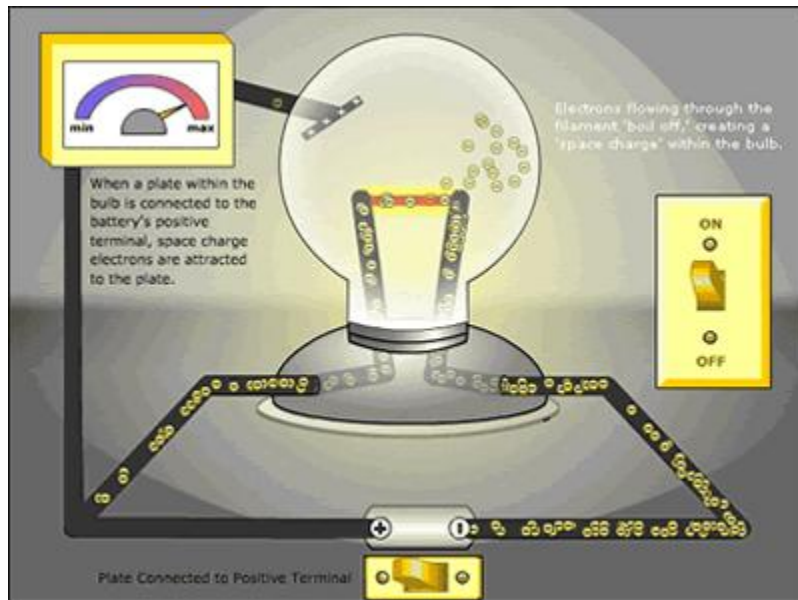 min
max
When a plate within the
bulb is connected to the
battery's positive
terminal, space charge
electrons are attracted
to the plate.
Electrons flowing through the
filament 'boil off,' creating a
'space charge' within the bulb.
ON
OFF
Plate Connected to Positive Terminal